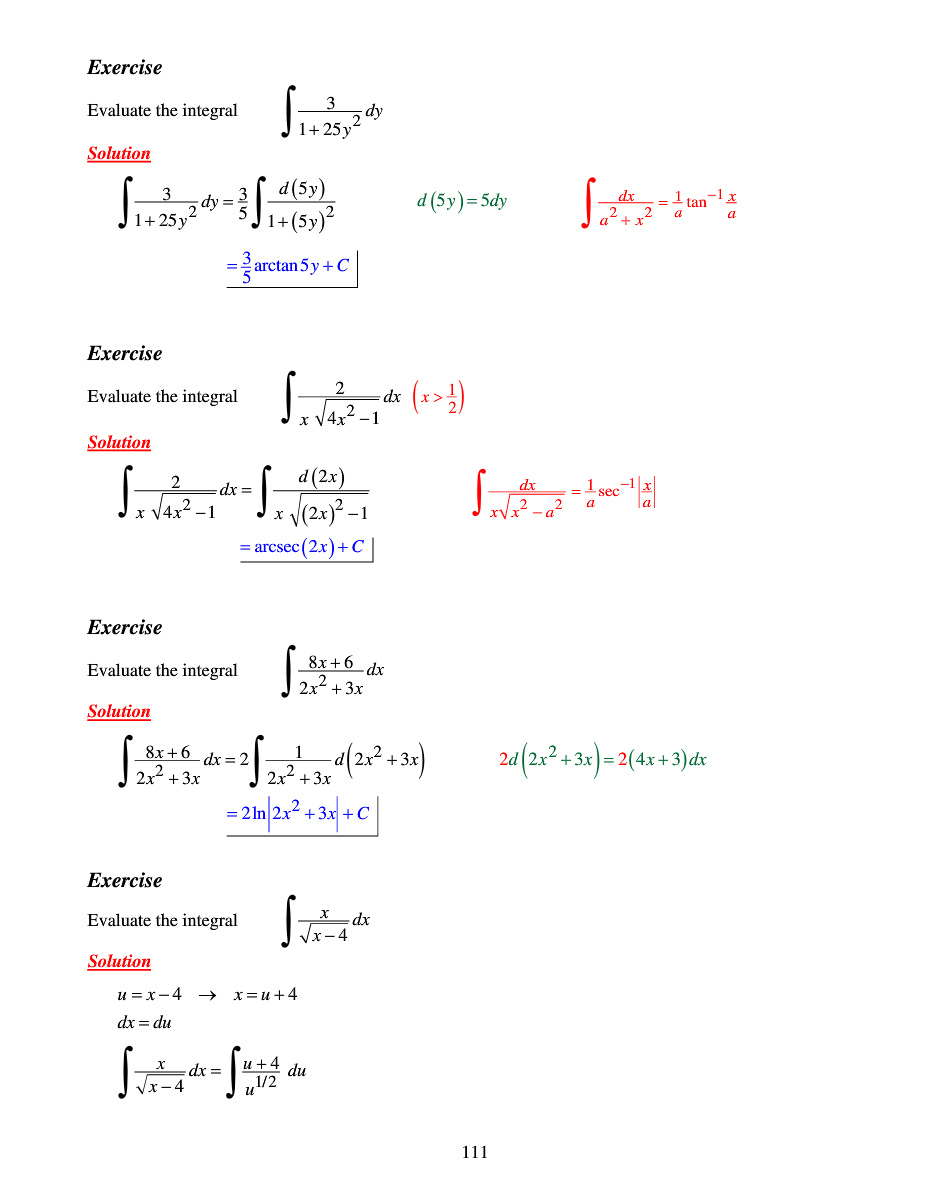 Exercise
Evaluate the integral ∫ 3/(1 + 25y²) dy
Solution
∫ 3/(1 + 25y²) dy = 3/5 ∫ d(5y)/(1 + (5y)²)    d(5y) = 5dy    ∫ dx/(a² + x²) = 1/a tan⁻¹ x/a
= 3/5 arctan 5y + C
Exercise
Evaluate the integral ∫ 2/(x √(4x² − 1)) dx (x > 1/2)
Solution
∫ 2/(x √(4x² − 1)) dx = ∫ d(2x)/(x √((2x)² − 1))    ∫ dx/(x√(x² − a²)) = 1/a sec⁻¹ |x/a|
= arcsec(2x) + C
Exercise
Evaluate the integral ∫ (8x + 6)/(2x² + 3x) dx
Solution
∫ (8x + 6)/(2x² + 3x) dx = 2 ∫ 1/(2x² + 3x) d(2x² + 3x)    2d(2x² + 3x) = 2(4x + 3)dx
= 2 ln|2x² + 3x| + C
Exercise
Evaluate the integral ∫ x/√(x − 4) dx
Solution
u = x − 4 → x = u + 4
dx = du
∫ x/√(x − 4) dx = ∫ (u + 4)/u^(1/2) du
111